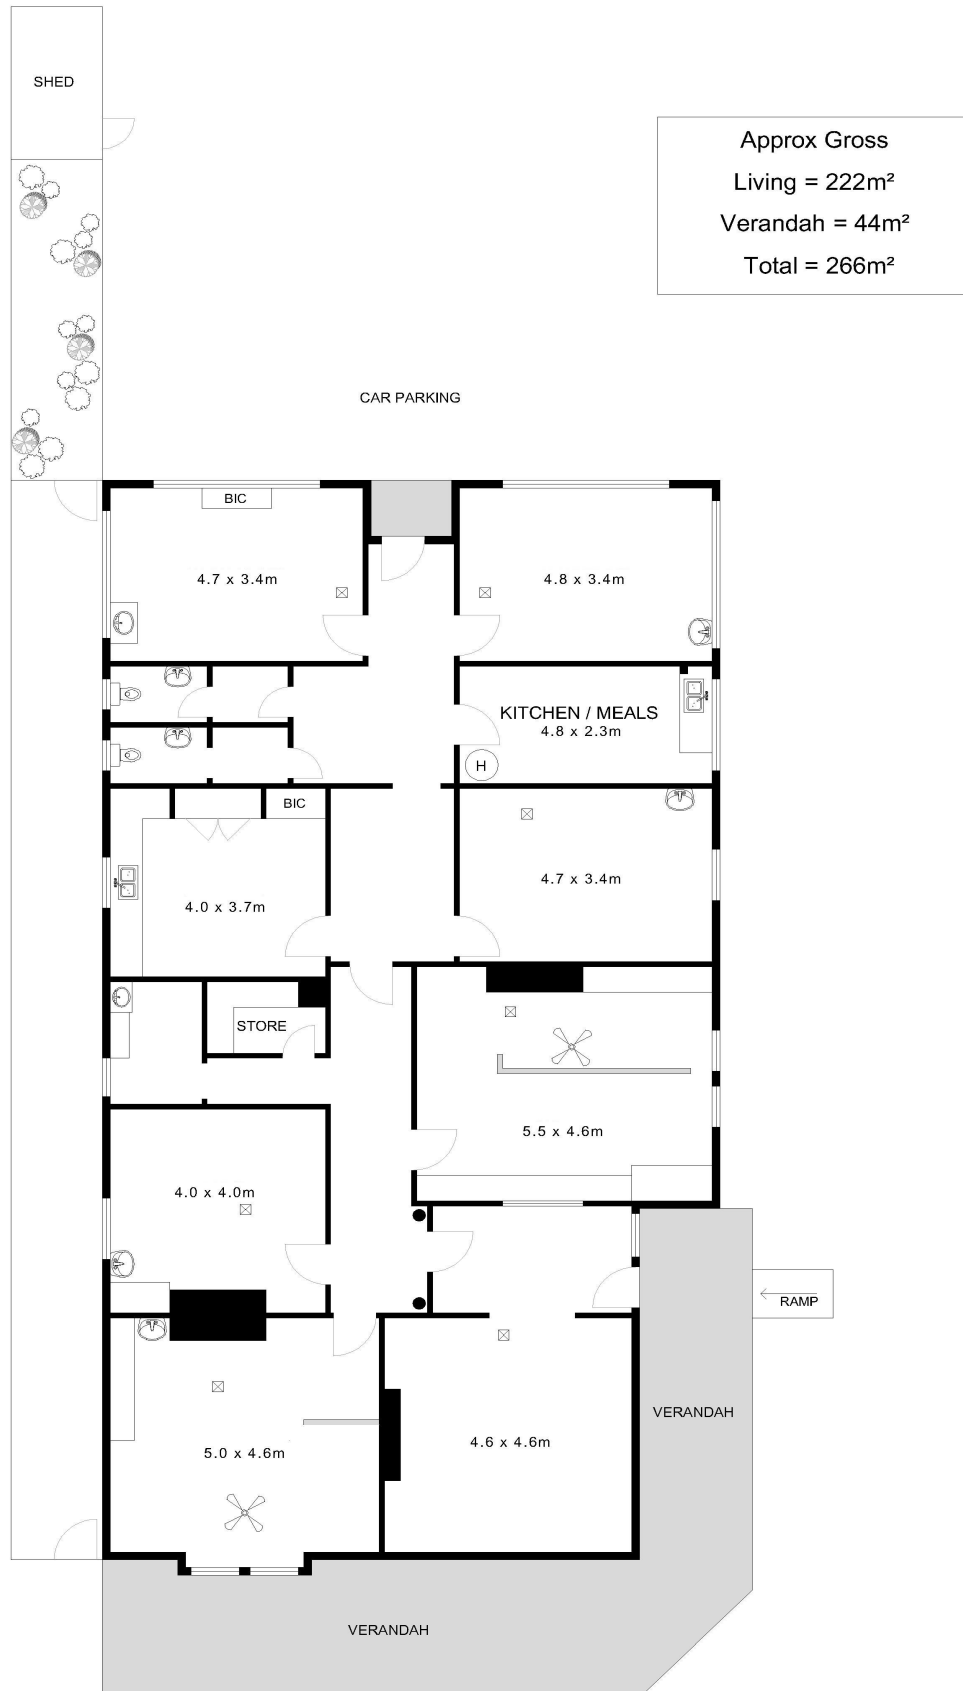 SHED
Approx Gross
Living = 222m²
Verandah = 44m²
Total = 266m²
CAR PARKING
BIC
4.7 x 3.4m
4.8 x 3.4m
KITCHEN / MEALS
4.8 x 2.3m
H
BIC
4.7 x 3.4m
4.0 x 3.7m
STORE
5.5 x 4.6m
4.0 x 4.0m
RAMP
VERANDAH
4.6 x 4.6m
5.0 x 4.6m
VERANDAH